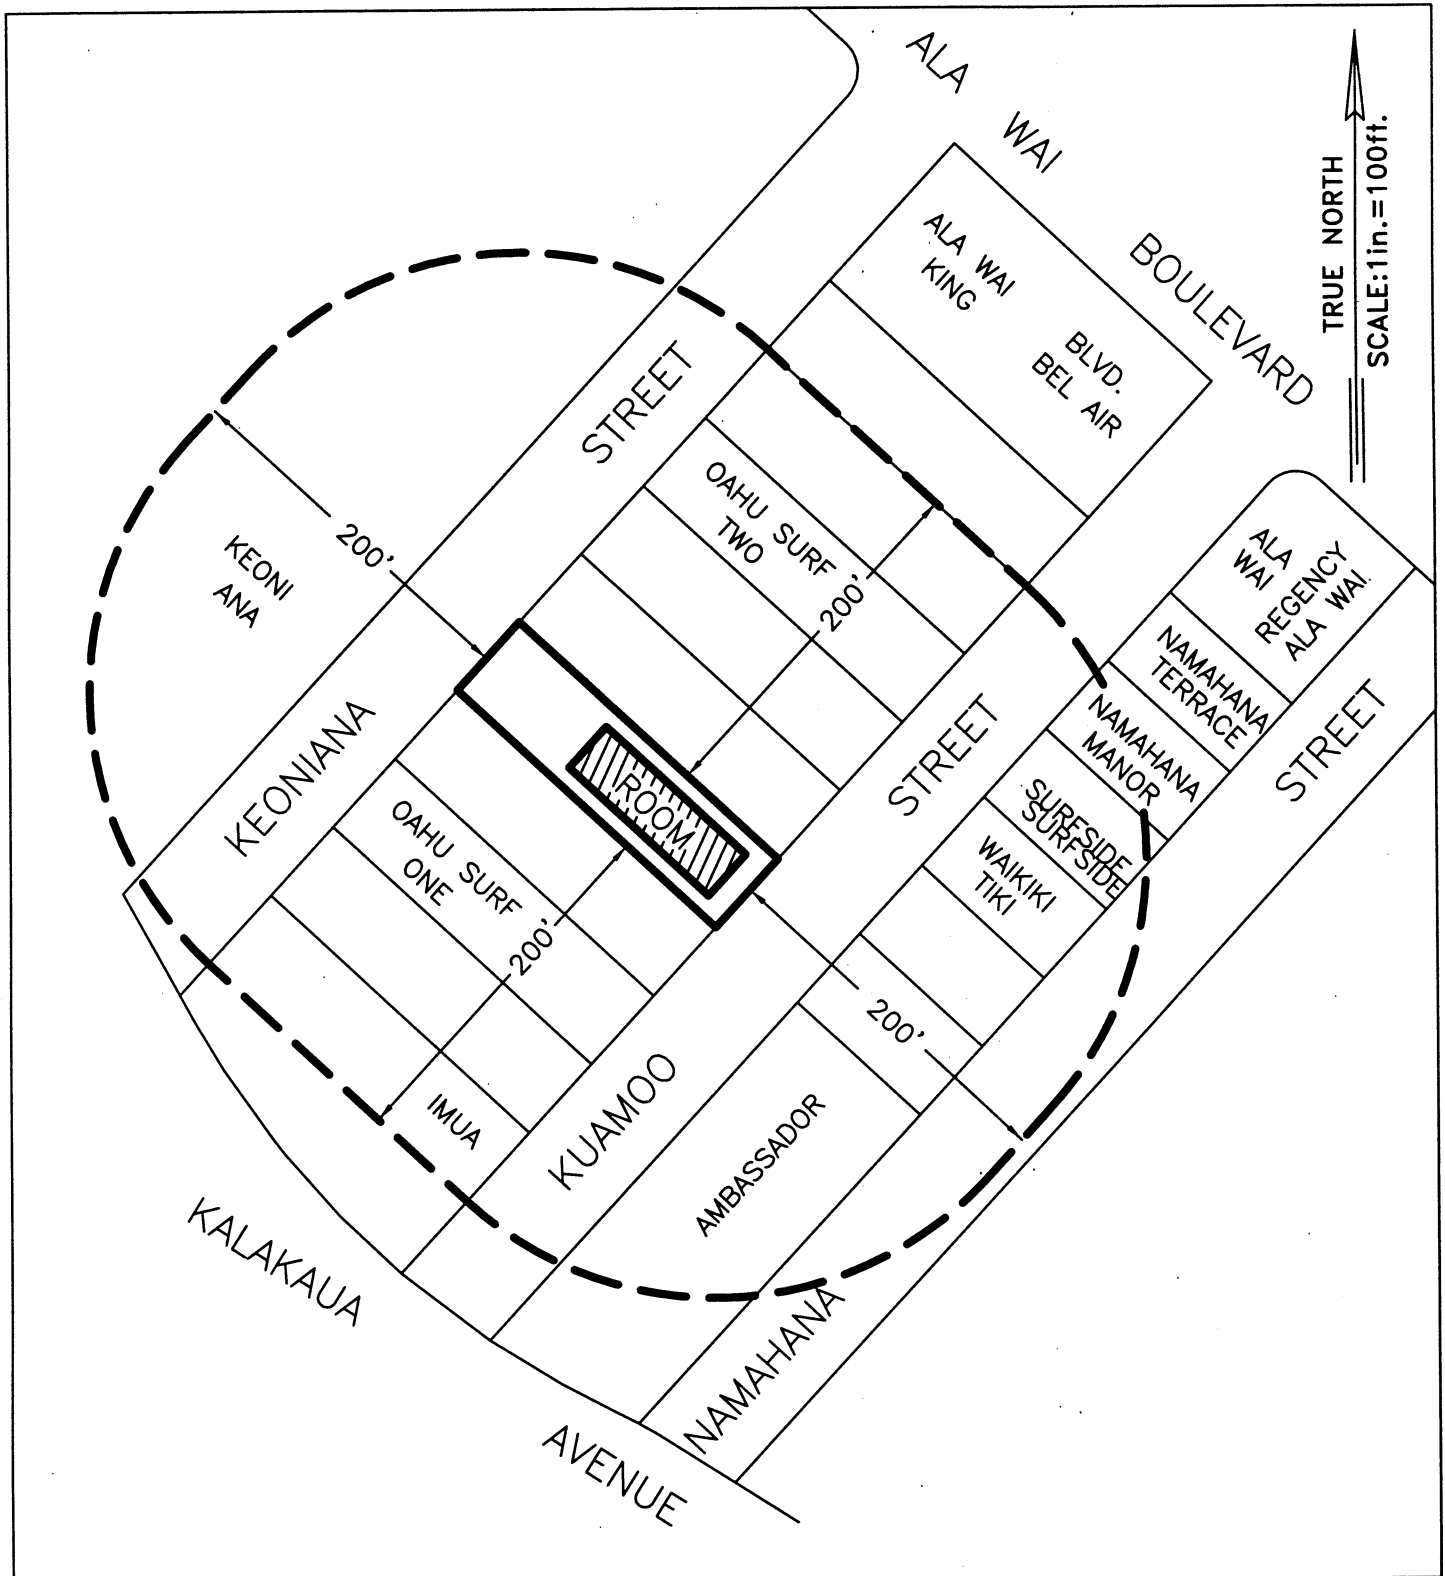 ALA
WAI
BOULEVARD
TRUE NORTH
SCALE:1in.=100ft.
ALA WAI
KING
BLVD.
BEL AIR
STREET
OAHU SURF
TWO
200'
200'
KEONI
ANA
ALA
WAI
REGENCY
ALA WAI
NAMAHANA
TERRACE
NAMAHANA
MANOR
STREET
SURFSIDE
SURFSIDE
WAIKIKI
TIKI
STREET
KEONIANA
ROOM
OAHU SURF
ONE
200'
200'
IMUA
KUAMOO
AMBASSADOR
KALAKAUA
NAMAHANA
AVENUE